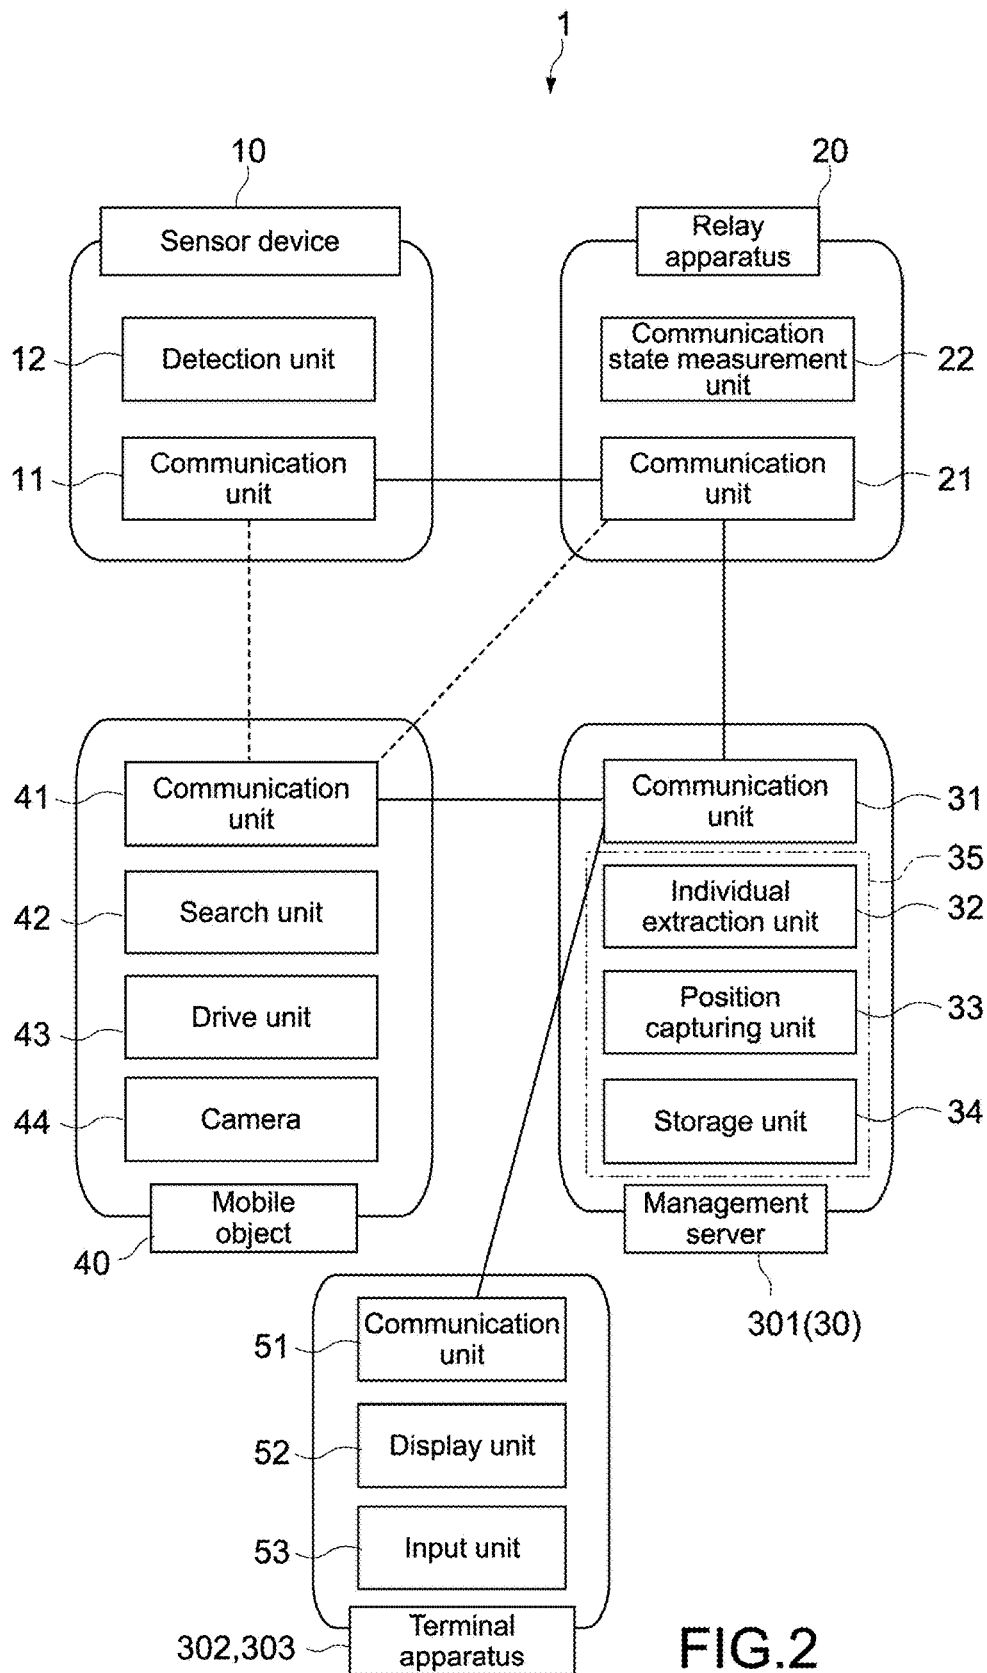 1
10
20
Sensor device
Relay
apparatus
12
Detection unit
Communication
state measurement
unit
22
11
Communication
unit
Communication
unit
21
41
Communication
unit
Communication
unit
31
35
42
Search unit
Individual
extraction unit
32
43
Drive unit
Position
capturing unit
33
44
Camera
Storage unit
34
Mobile
object
40
Management
server
301(30)
51
Communication
unit
52
Display unit
53
Input unit
302,303
Terminal
apparatus
FIG.2